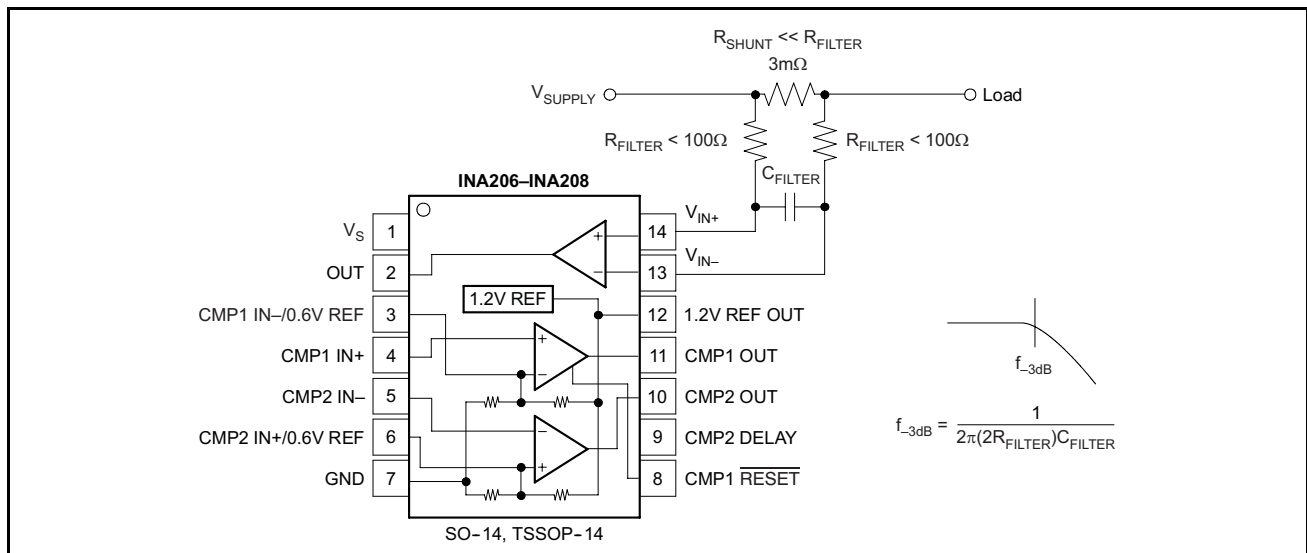 R_SHUNT << R_FILTER
3mΩ
V_SUPPLY
Load
R_FILTER < 100Ω
R_FILTER < 100Ω
C_FILTER
INA206–INA208
V_IN+
V_IN–
V_S
1
14
OUT
2
13
1.2V REF
CMP1 IN–/0.6V REF
3
12
1.2V REF OUT
CMP1 IN+
4
11
CMP1 OUT
CMP2 IN–
5
10
CMP2 OUT
CMP2 IN+/0.6V REF
6
9
CMP2 DELAY
GND
7
8
CMP1 RESET
+
–
+
–
–
+
SO-14, TSSOP-14
f_–3dB
f_–3dB = 1 / 2π(2R_FILTER)C_FILTER